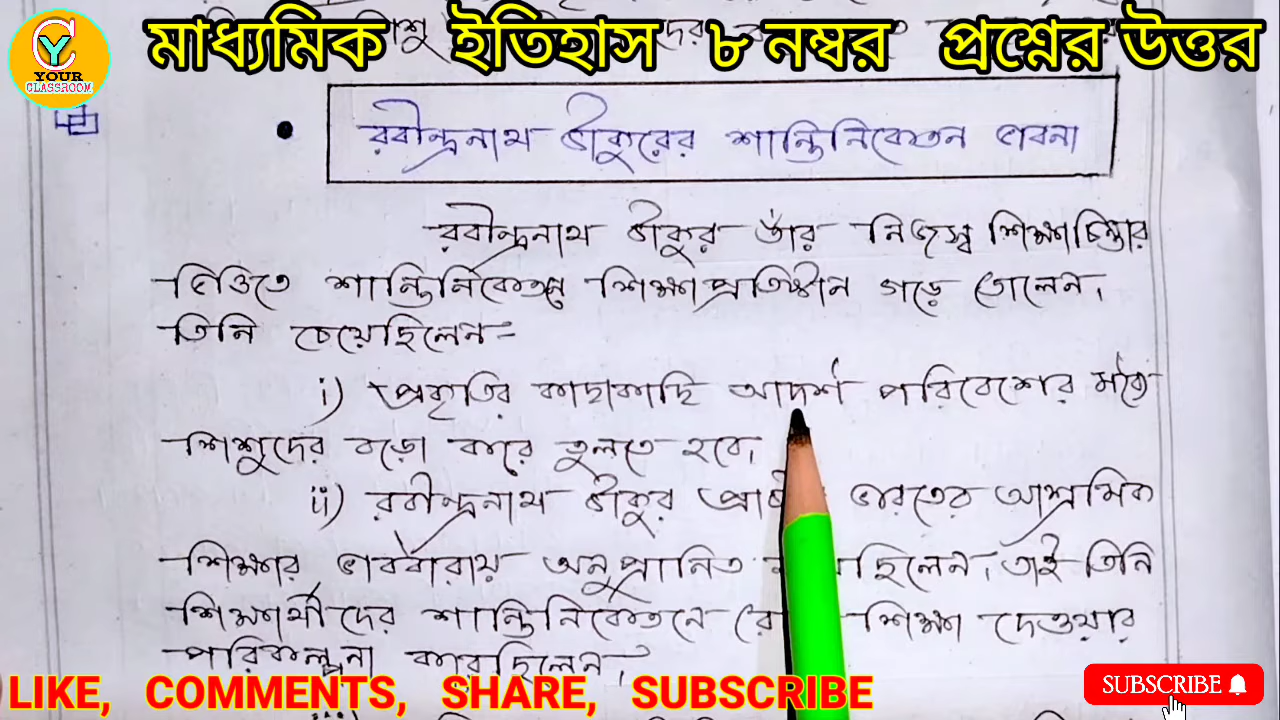 মাধ্যমিক ইতিহাস ৮ নম্বর প্রশ্নের উত্তর
YOUR
CLASSROOM
রবীন্দ্রনাথ ঠাকুরের শান্তিনিকেতন ভাবনা
রবীন্দ্রনাথ ঠাকুর তাঁর নিজস্ব শিক্ষাচিন্তার
ভিত্তিতে শান্তিনিকেতনে শিক্ষাপ্রতিষ্ঠান গড়ে তোলেন।
তিনি চেয়েছিলেন-
i) প্রকৃতির কাছাকাছি আদর্শ পরিবেশের মধ্যে
শিশুদের বড়ো করে তুলতে হবে।
ii) রবীন্দ্রনাথ ঠাকুর ভারতের আশ্রমিক
শিক্ষার ভাবধারায় অনুপ্রানিত তাই তিনি
শিক্ষার্থীদের শান্তিনিকেতনে শিক্ষা দেওয়ার
পরিকল্পনা করেছিলেন।
LIKE, COMMENTS, SHARE, SUBSCRIBE
SUBSCRIBE